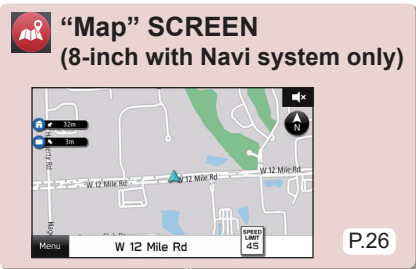 “Map” SCREEN
(8-inch with Navi system only)
32m
3m
N
W 12 Mile Rd
W 12 Mile Rd
W 12 Mile Rd
Menu
W 12 Mile Rd
SPEED
LIMIT
45
P.26